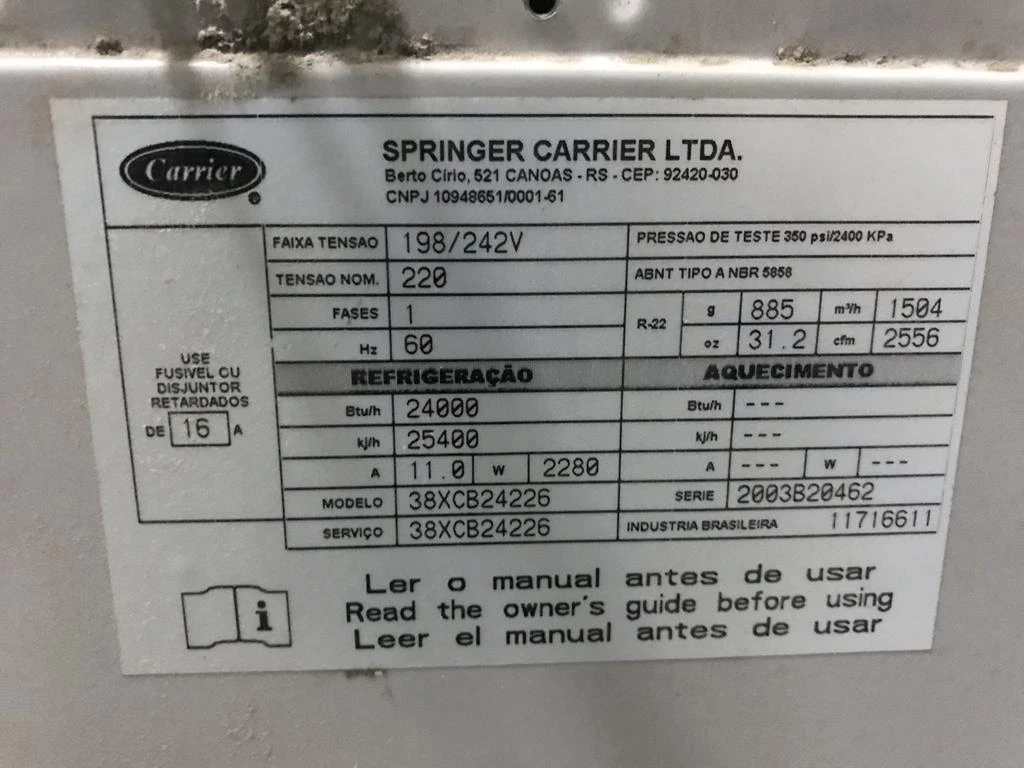 Carrier
SPRINGER CARRIER LTDA.
Berto Círio, 521 CANOAS - RS - CEP: 92420-030
CNPJ 10948651/0001-61
FAIXA TENSAO 198/242V PRESSAO DE TESTE 350 psi/2400 KPa
TENSAO NOM. 220 ABNT TIPO A NBR 5858
FASES 1 R-22 g 885 m³/h 1504
Hz 60 oz 31.2 cfm 2556
USE
FUSIVEL OU
DISJUNTOR
RETARDADOS
DE 16 A
REFRIGERAÇÃO AQUECIMENTO
Btu/h 24000 Btu/h ---
kj/h 25400 kj/h ---
A 11.0 W 2280 A --- W ---
MODELO 38XCB24226 SERIE 2003B20462
SERVIÇO 38XCB24226 INDUSTRIA BRASILEIRA 11716611
i
Ler o manual antes de usar
Read the owner's guide before using
Leer el manual antes de usar